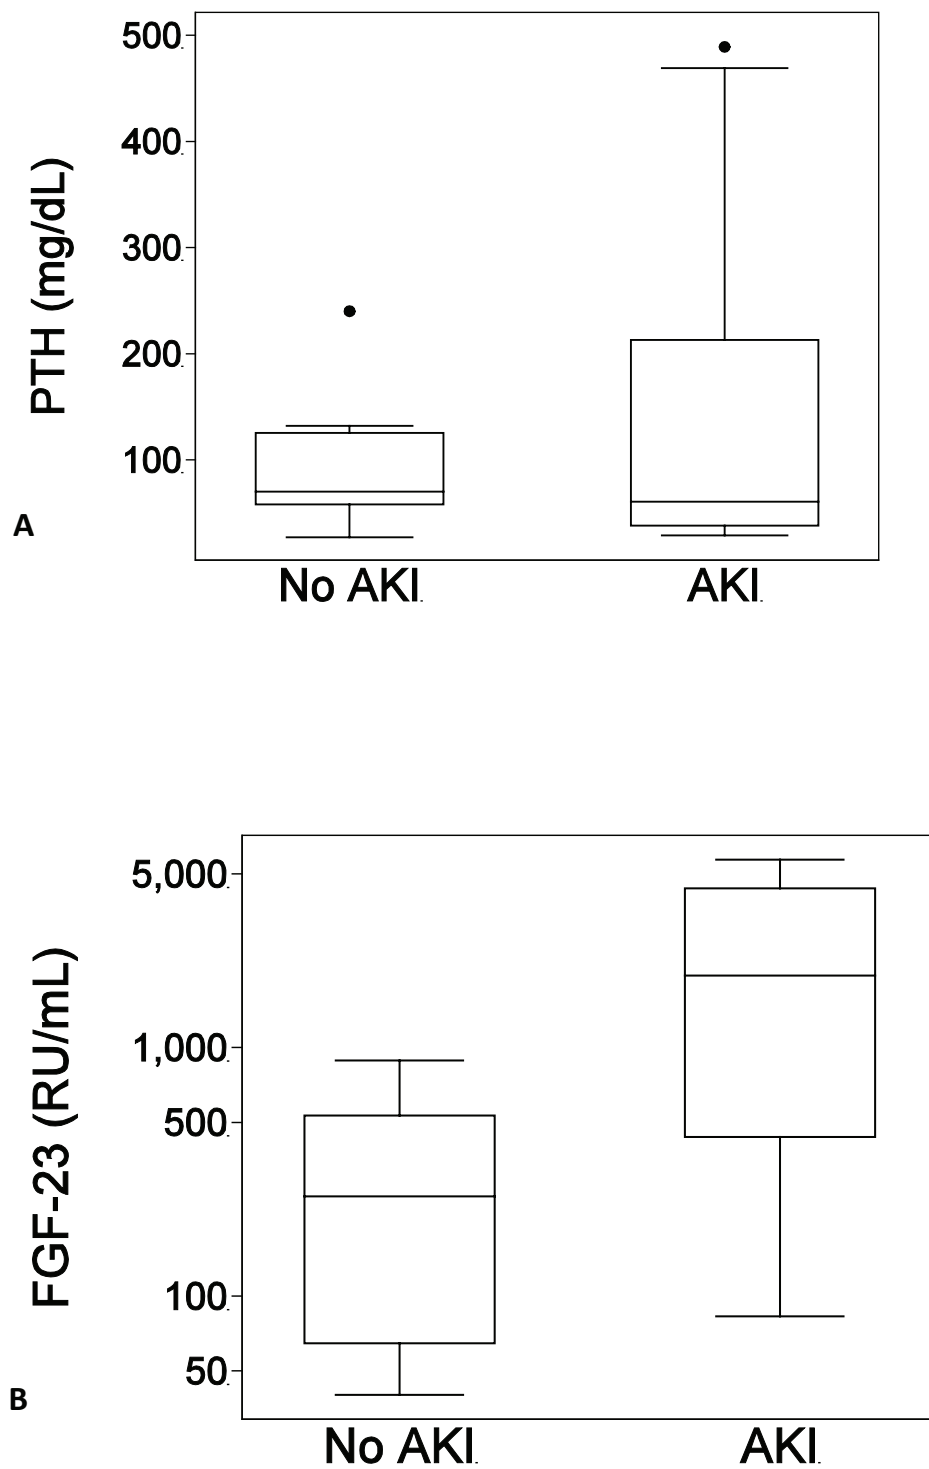 500
400
300
200
100
PTH (mg/dL)
A
No AKI
AKI
5,000
1,000
500
100
50
FGF-23 (RU/mL)
B
No AKI
AKI